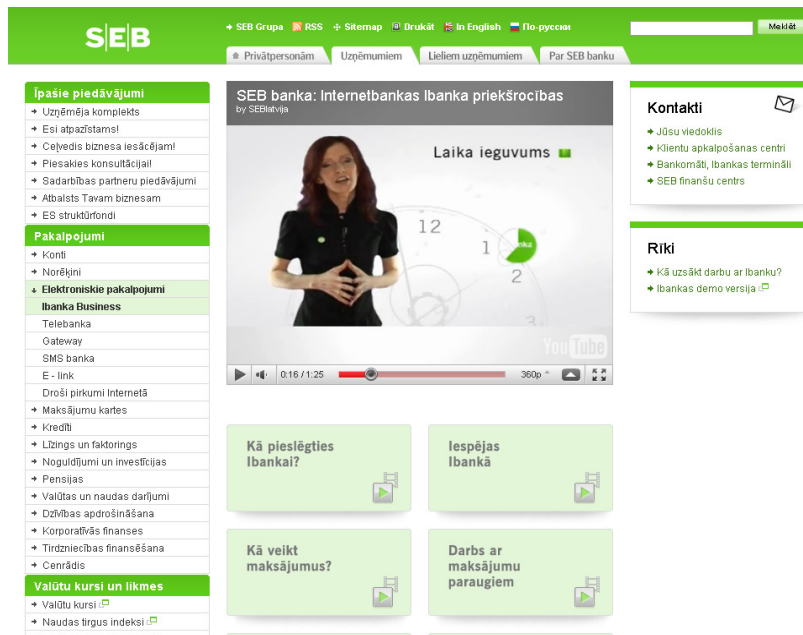 S|E|B
SEB Grupa RSS Sitemap Drukāt In English По-русски
Meklēt
Privātpersonām Uzņēmumiem Lieliem uzņēmumiem Par SEB banku
Īpašie piedāvājumi
Uzņēmēja komplekts
Esi atpazīstams!
Ceļvedis biznesa iesācējam!
Piesakies konsultācijai!
Sadarbības partneru piedāvājumi
Atbalsts Tavam biznesam
ES struktūrfondi
Pakalpojumi
Konti
Norēķini
Elektroniskie pakalpojumi
Ibanka Business
Telebanka
Gateway
SMS banka
E - link
Droši pirkumi Internetā
Maksājumu kartes
Kredīti
Līzings un faktorings
Noguldījumi un investīcijas
Pensijas
Valūtas un naudas darījumi
Dzīvības apdrošināšana
Korporatīvās finanses
Tirdzniecības finansēšana
Cenrādis
Valūtu kursi un likmes
Valūtu kursi
Naudas tirgus indeksi
SEB banka: Internetbankas Ibanka priekšrocības
by SEBlatvija
Laika ieguvums
12
1
nka
2
3
YouTube
0:16 / 1:25 360p
Kā pieslēgties
Ibankai?
Iespējas
Ibankā
Kā veikt
maksājumus?
Darbs ar
maksājumu
paraugiem
Kontakti
Jūsu viedoklis
Klientu apkalpošanas centri
Bankomāti, Ibankas termināli
SEB finanšu centrs
Rīki
Kā uzsākt darbu ar Ibanku?
Ibankas demo versija